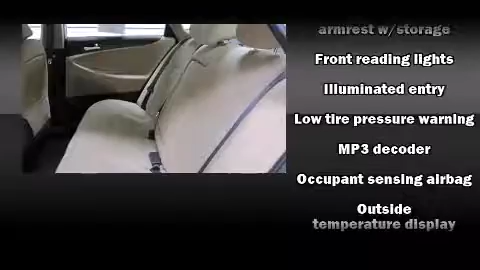 armrest w/storage
Front reading lights
Illuminated entry
Low tire pressure warning
MP3 decoder
Occupant sensing airbag
Outside
temperature display